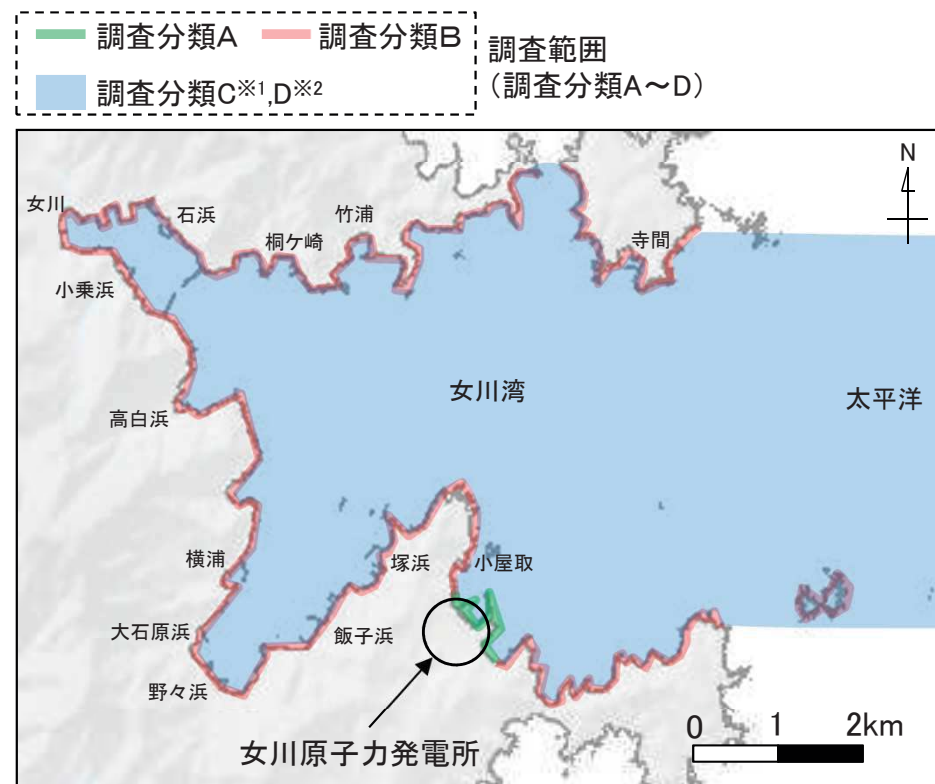 調査分類A 調査分類B
調査分類C※1,D※2
調査範囲
(調査分類A~D)
N
女川
石浜
竹浦
桐ケ崎
寺間
小乗浜
女川湾
太平洋
高白浜
横浦
塚浜
小屋取
大石原浜
飯子浜
野々浜
女川原子力発電所
0 1 2km